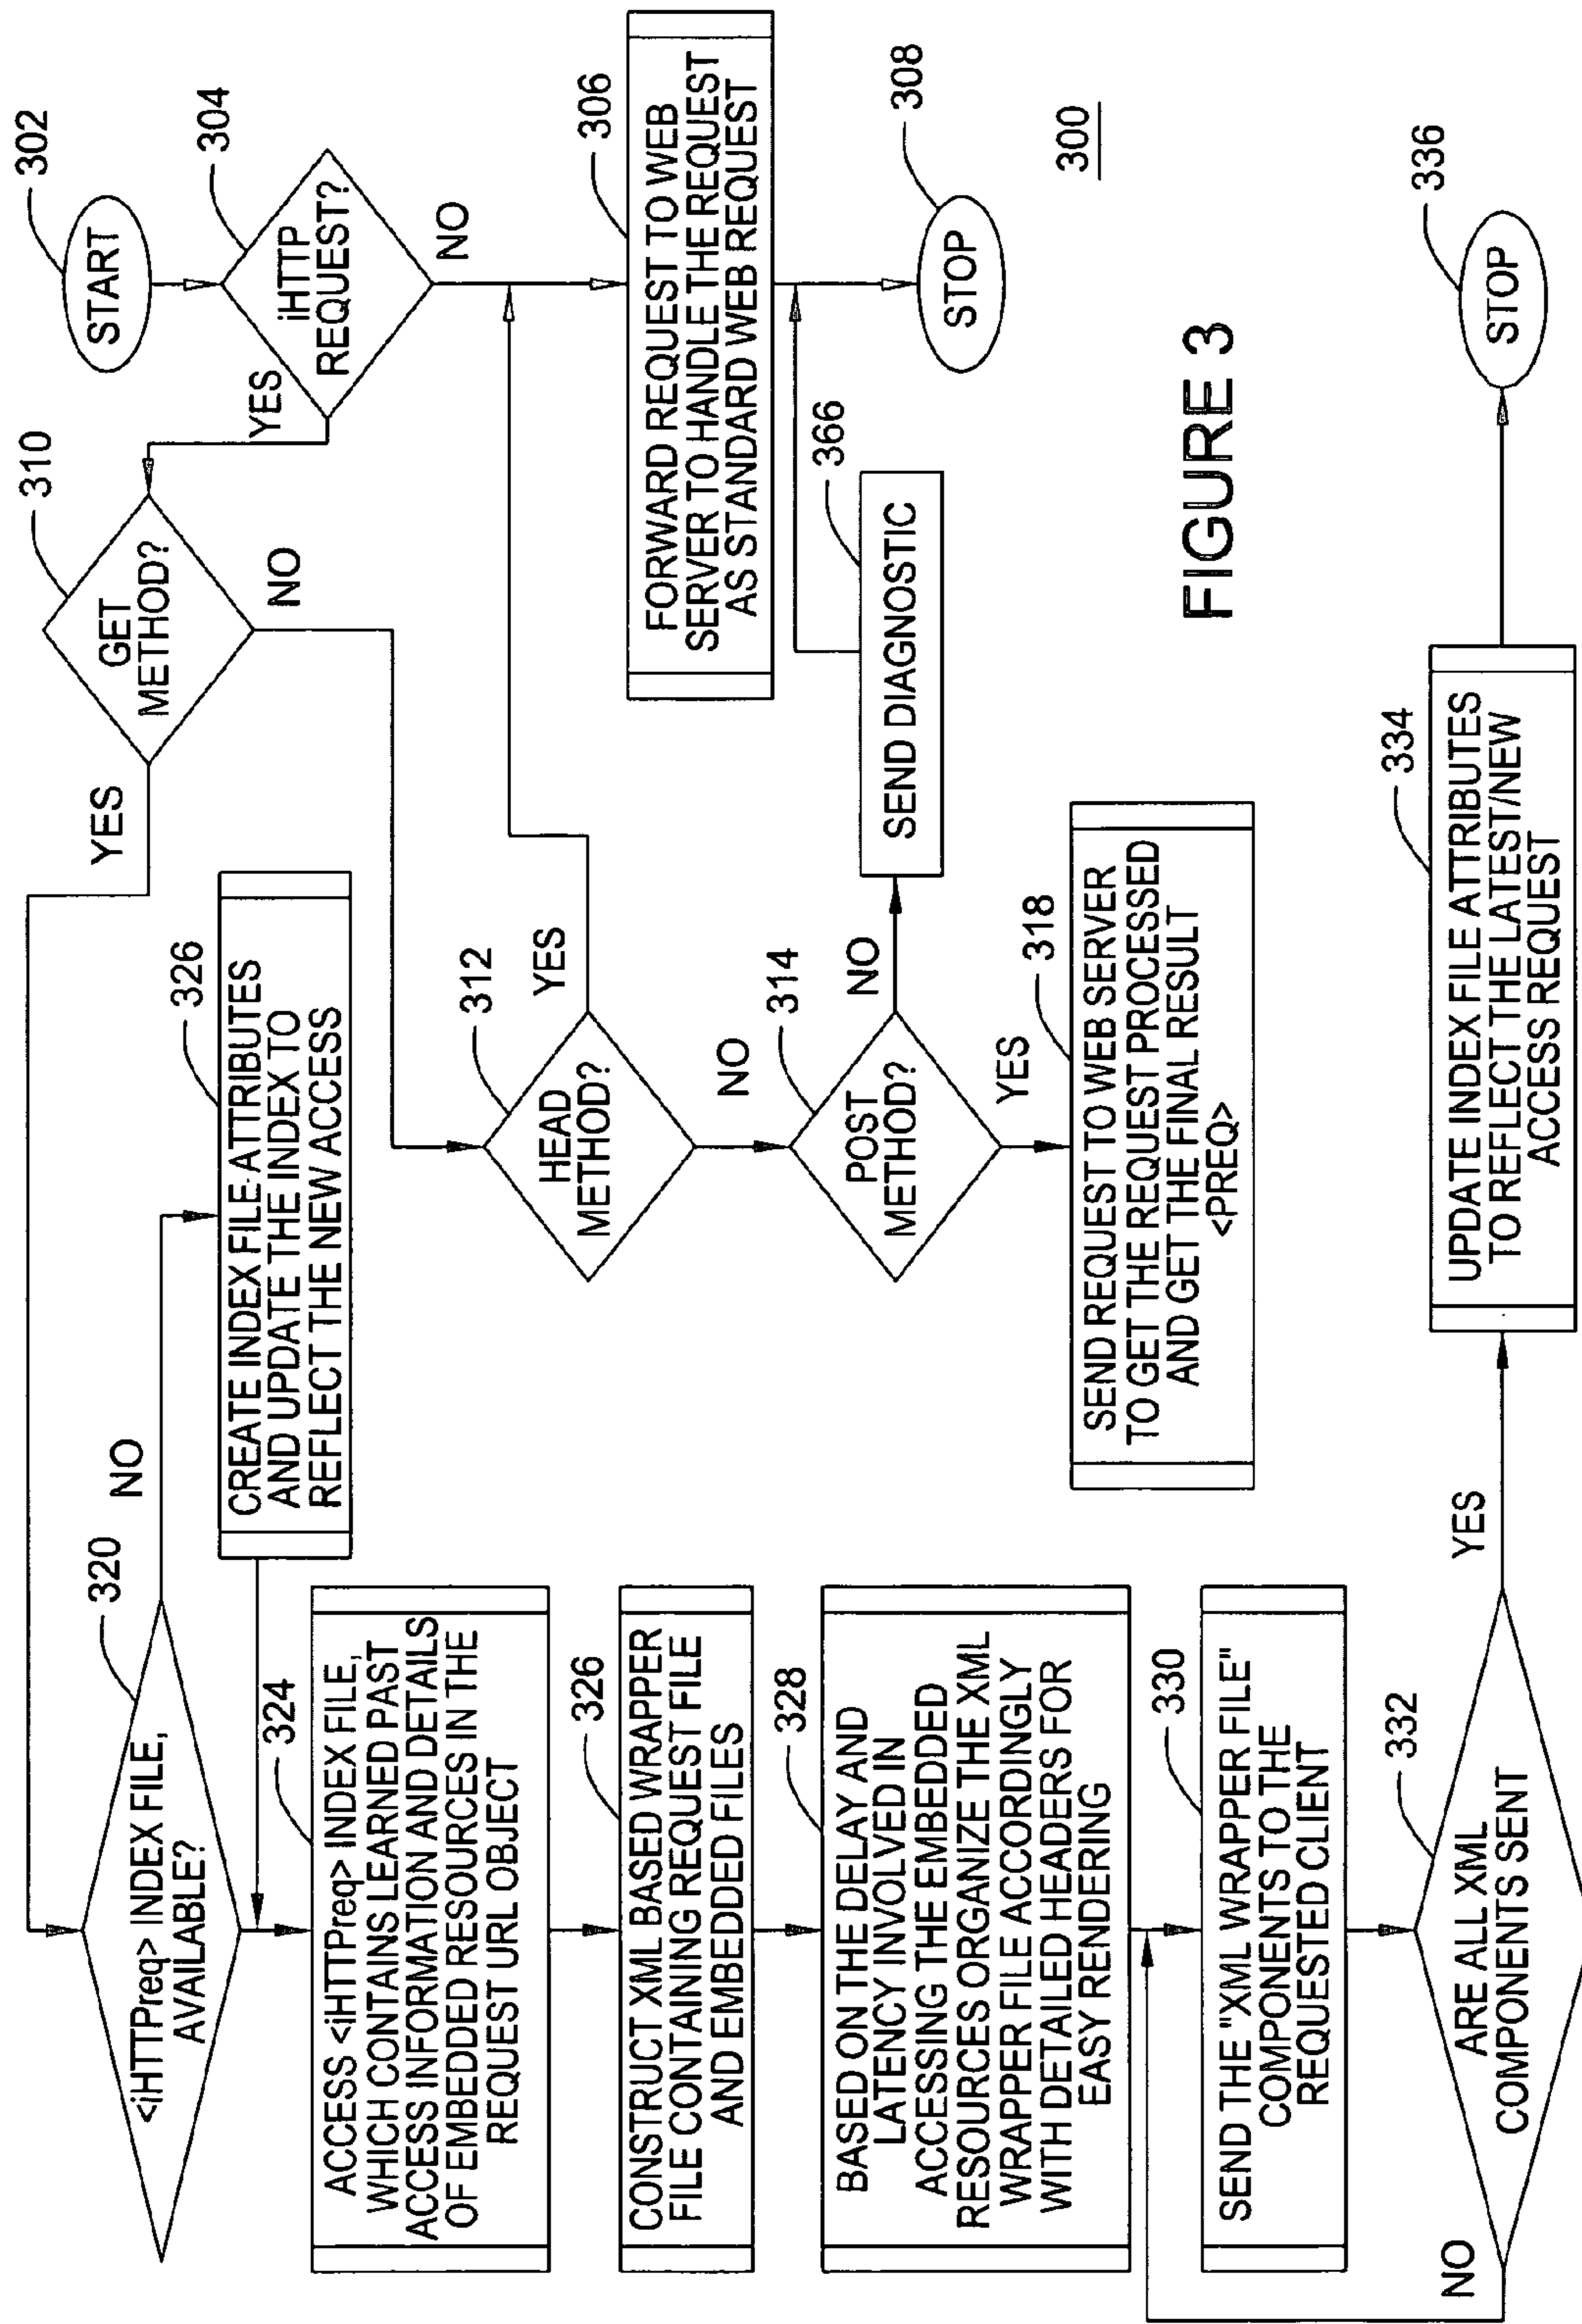 302
START
304
iHTTP
REQUEST?
YES
NO
306
FORWARD REQUEST TO WEB
SERVER TO HANDLE THE REQUEST
AS STANDARD WEB REQUEST
308
STOP
300
310
GET
METHOD?
YES
NO
312
HEAD
METHOD?
YES
NO
314
POST
METHOD?
NO
YES
366
SEND DIAGNOSTIC
318
SEND REQUEST TO WEB SERVER
TO GET THE REQUEST PROCESSED
AND GET THE FINAL RESULT
<PREQ>
320
<iHTTPreq> INDEX FILE,
AVAILABLE?
NO
326
CREATE INDEX FILE ATTRIBUTES
AND UPDATE THE INDEX TO
REFLECT THE NEW ACCESS
324
ACCESS <iHTTPreq> INDEX FILE,
WHICH CONTAINS LEARNED PAST
ACCESS INFORMATION AND DETAILS
OF EMBEDDED RESOURCES IN THE
REQUEST URL OBJECT
326
CONSTRUCT XML BASED WRAPPER
FILE CONTAINING REQUEST FILE
AND EMBEDDED FILES
328
BASED ON THE DELAY AND
LATENCY INVOLVED IN
ACCESSING THE EMBEDDED
RESOURCES ORGANIZE THE XML
WRAPPER FILE ACCORDINGLY
WITH DETAILED HEADERS FOR
EASY RENDERING
330
SEND THE "XML WRAPPER FILE"
COMPONENTS TO THE
REQUESTED CLIENT
332
ARE ALL XML
COMPONENTS SENT
NO
YES
334
UPDATE INDEX FILE ATTRIBUTES
TO REFLECT THE LATEST/NEW
ACCESS REQUEST
336
STOP
FIGURE 3